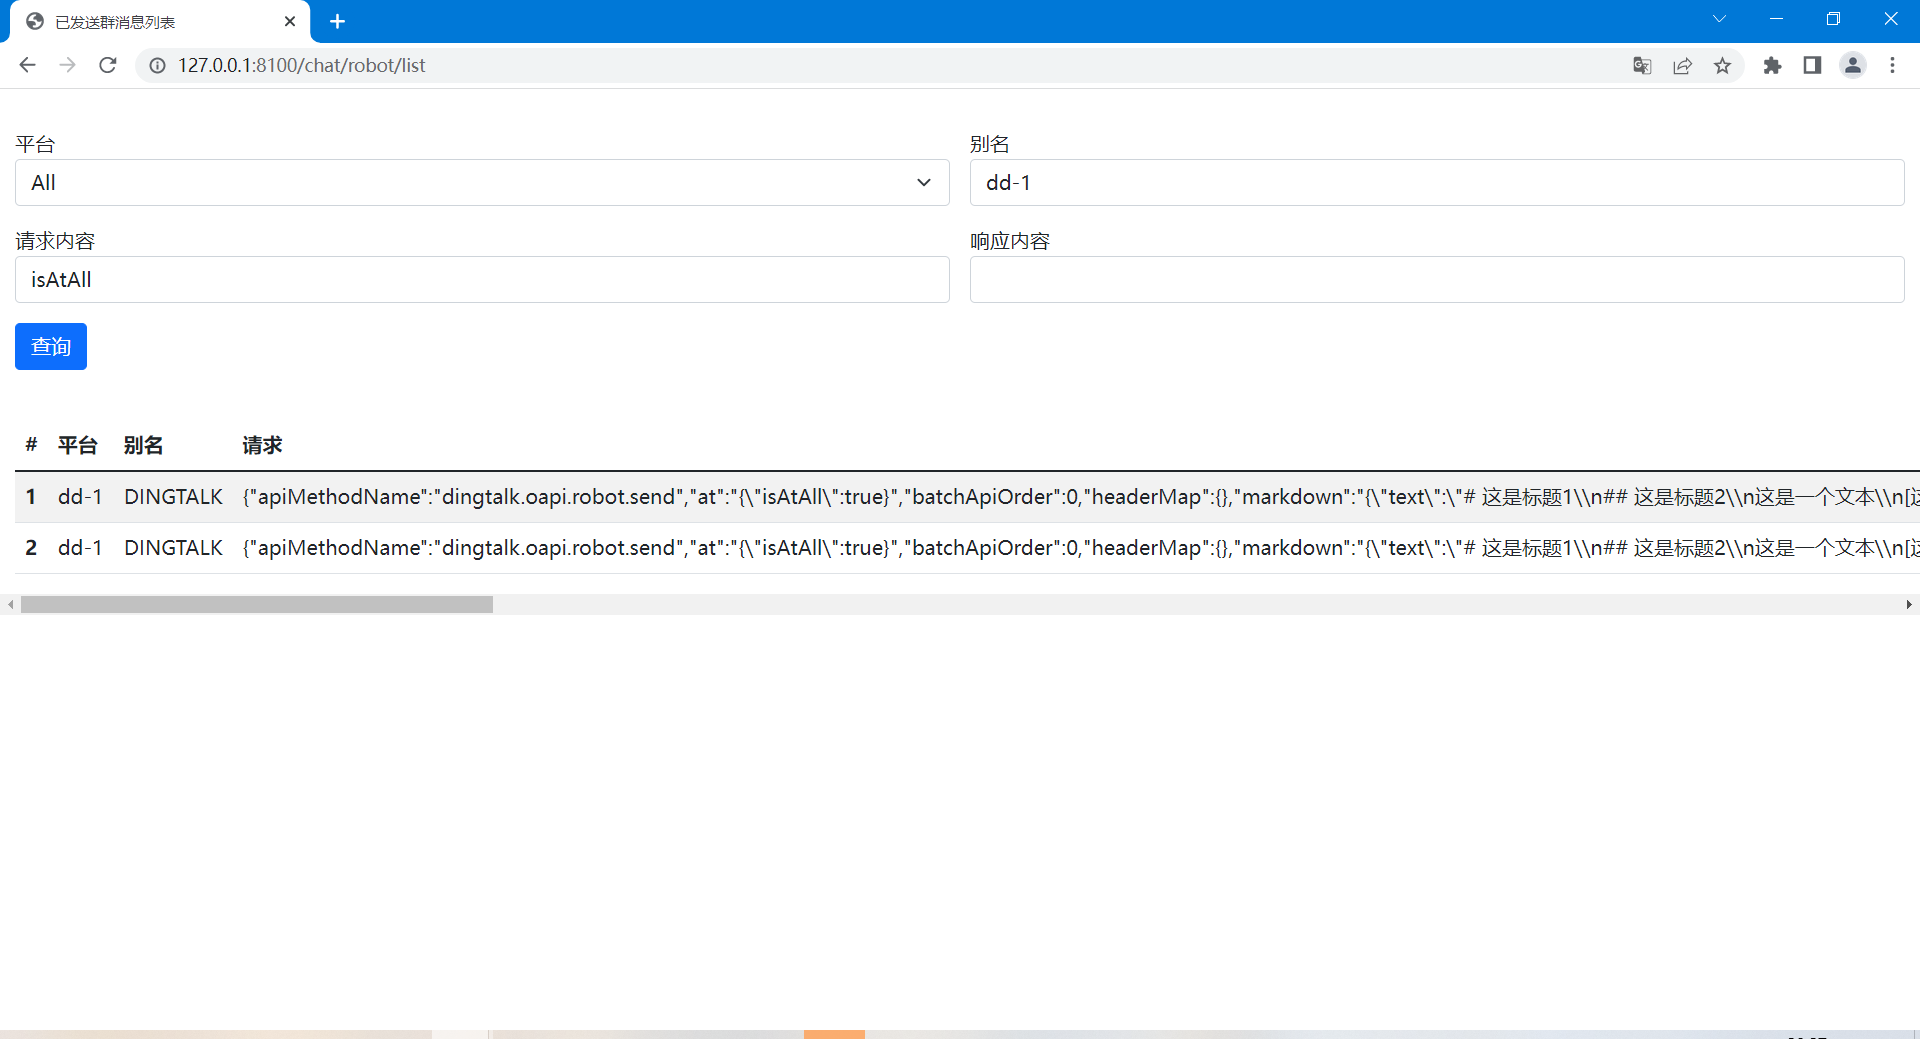 已发送群消息列表
127.0.0.1:8100/chat/robot/list
平台
别名
All
dd-1
请求内容
响应内容
isAtAll
查询
# 平台 别名 请求
1 dd-1 DINGTALK {"apiMethodName":"dingtalk.oapi.robot.send","at":"{\"isAtAll\":true}","batchApiOrder":0,"headerMap":{},"markdown":"{\"text\":\"# 这是标题1\\n## 这是标题2\\n这是一个文本\\n[
2 dd-1 DINGTALK {"apiMethodName":"dingtalk.oapi.robot.send","at":"{\"isAtAll\":true}","batchApiOrder":0,"headerMap":{},"markdown":"{\"text\":\"# 这是标题1\\n## 这是标题2\\n这是一个文本\\n[